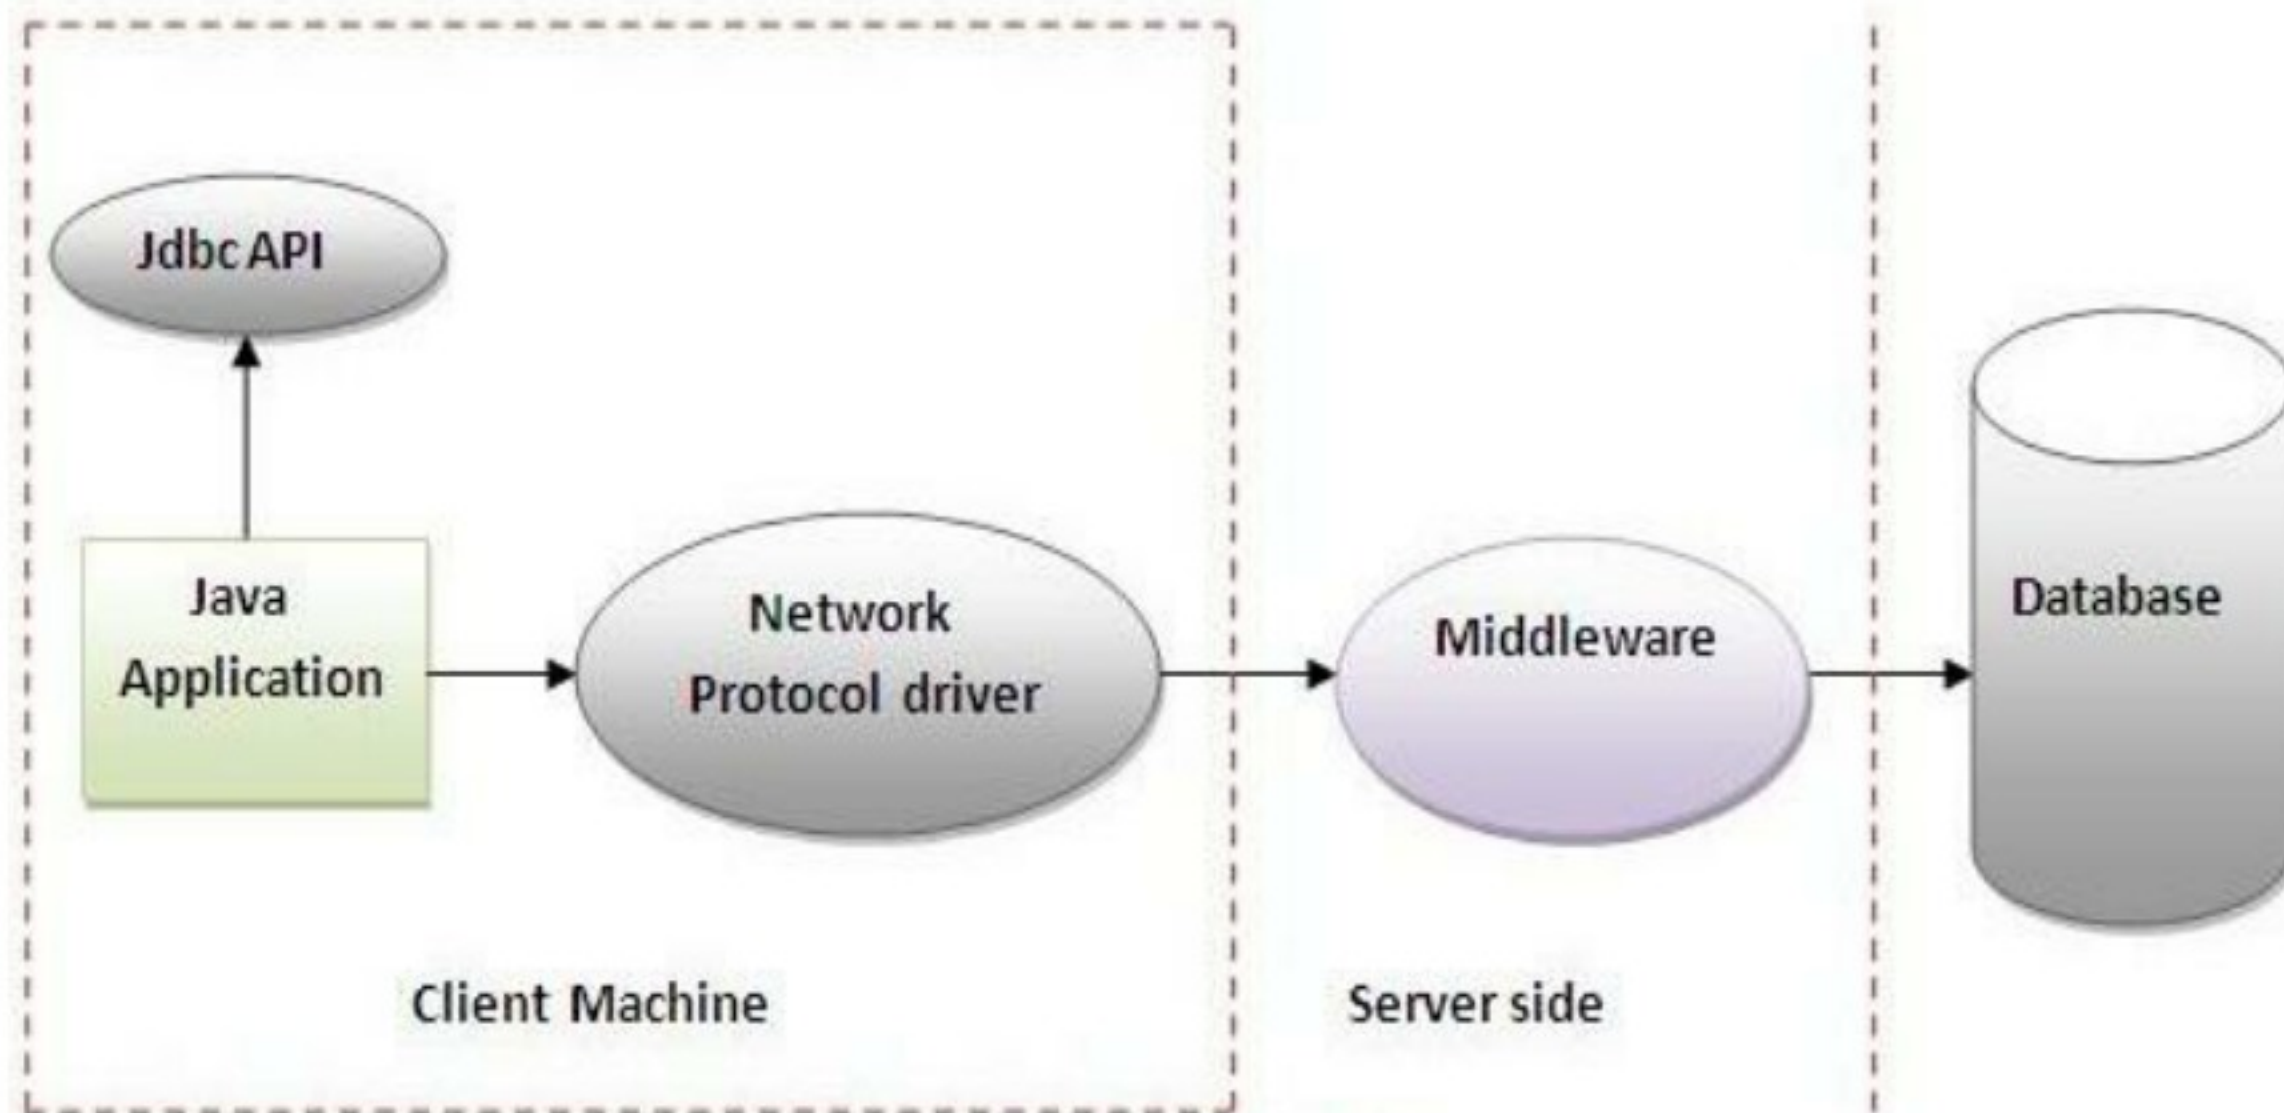 Jdbc API
Java
Application
Network
Protocol driver
Middleware
Database
Client Machine
Server side